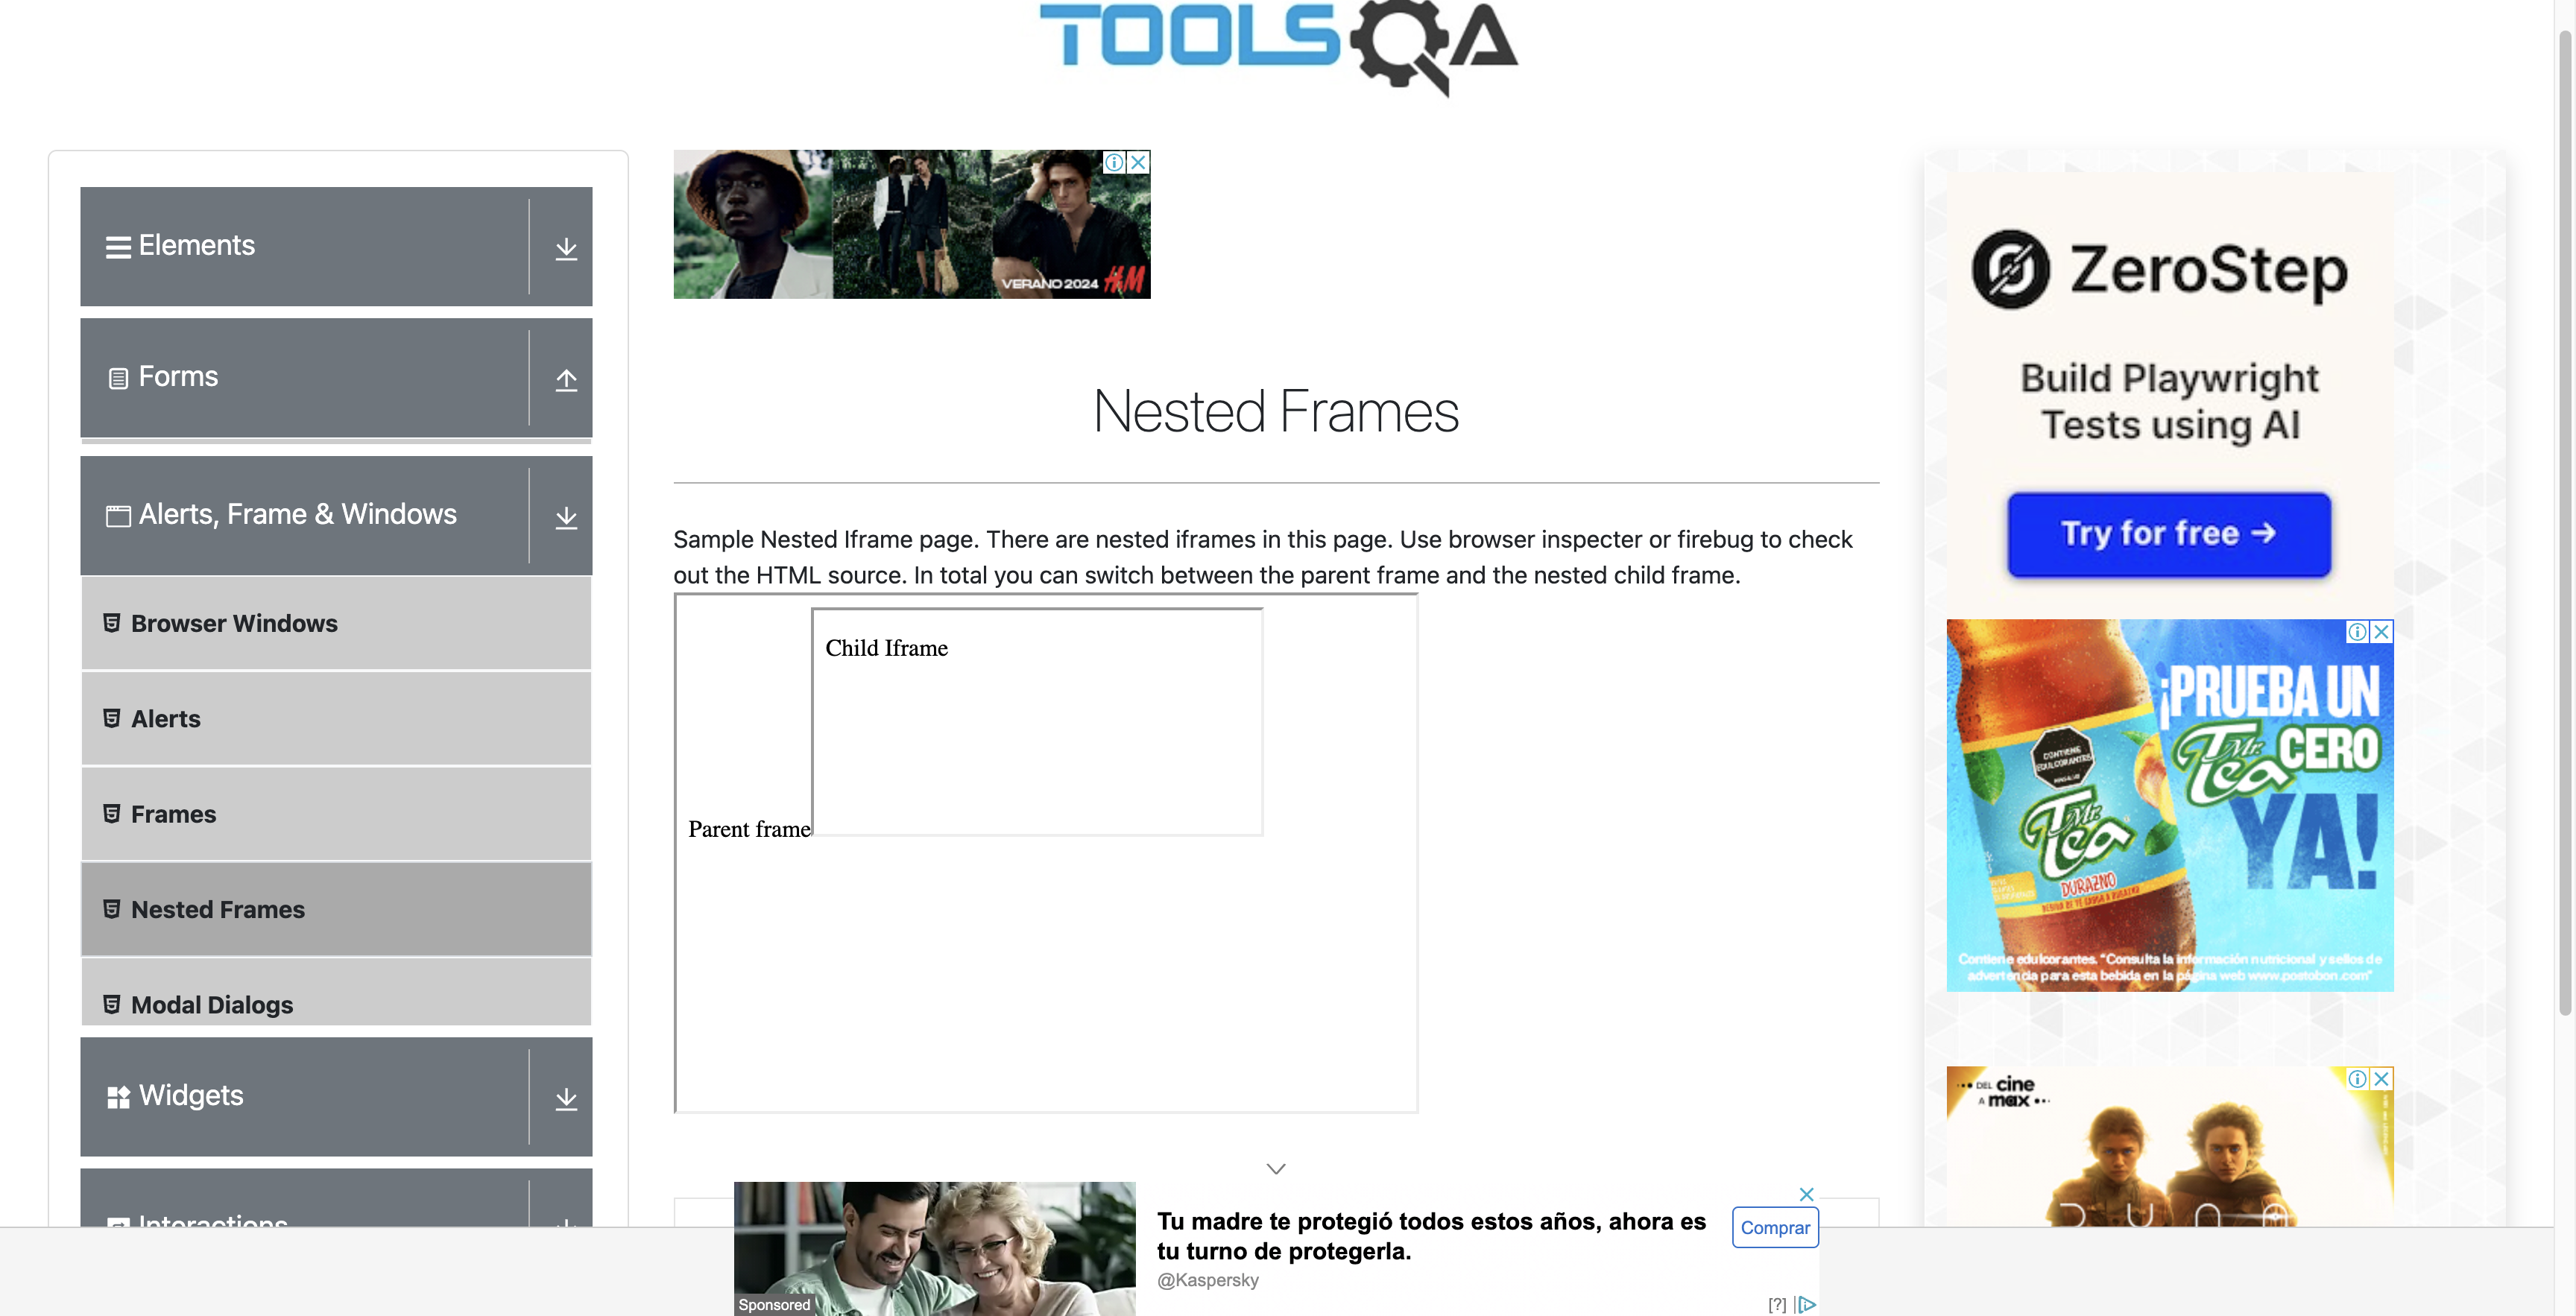 TOOLSQA
Elements
Forms
Alerts, Frame & Windows
Browser Windows
Alerts
Frames
Nested Frames
Modal Dialogs
Widgets
Interactions
VERANO 2024 H&M
Nested Frames
Sample Nested Iframe page. There are nested iframes in this page. Use browser inspecter or firebug to check
out the HTML source. In total you can switch between the parent frame and the nested child frame.
Child Iframe
Parent frame
Tu madre te protegió todos estos años, ahora es
tu turno de protegerla.
@Kaspersky
Comprar
Sponsored
[?]
ZeroStep
Build Playwright
Tests using AI
Try for free →
¡PRUEBA UN
Mr. Tea CERO
YA!
CONTIENE
EDULCORANTES
Mr. Tea
DURAZNO
Contiene edulcorantes. "Consulta la información nutricional y sellos de
advertencia para esta bebida en la página web www.postobon.com"
DEL cine
A max
DUNA